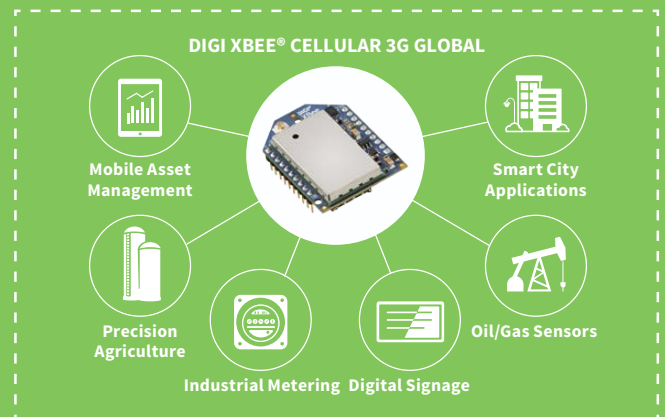 DIGI XBEE® CELLULAR 3G GLOBAL
Mobile Asset
Management
Smart City
Applications
Precision
Agriculture
Oil/Gas Sensors
Industrial Metering
Digital Signage